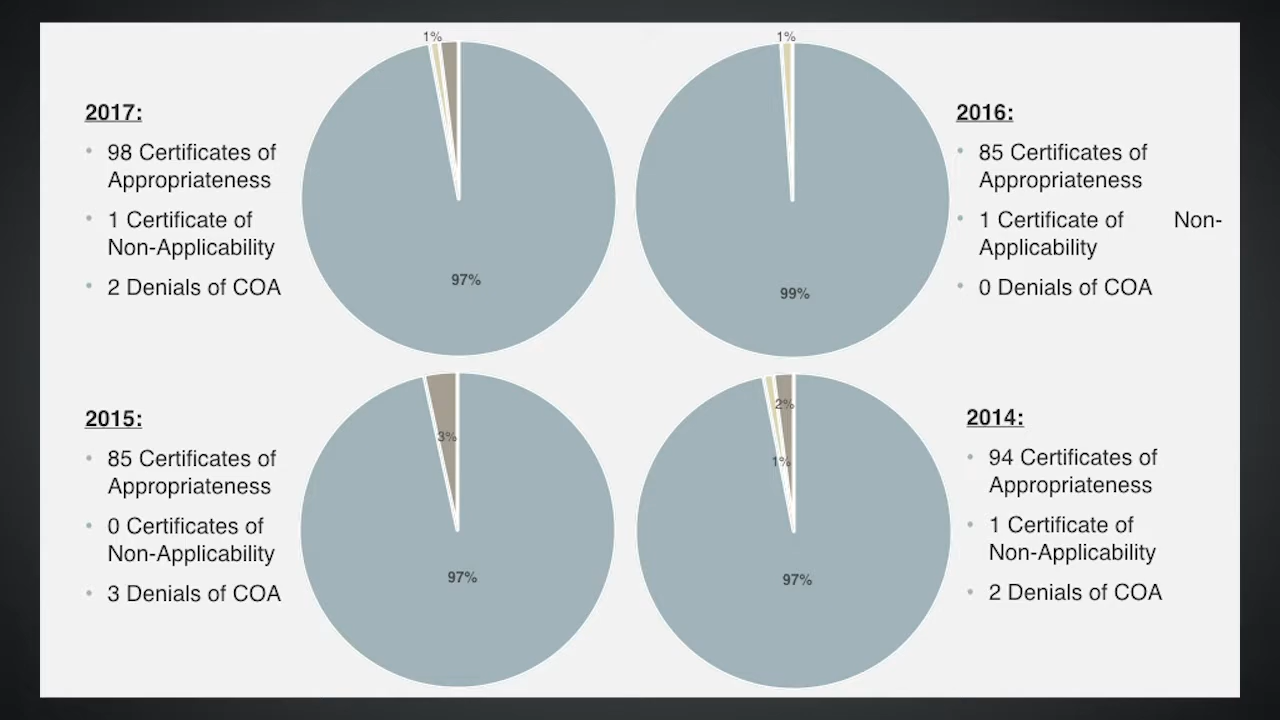 2017:
• 98 Certificates of
Appropriateness
• 1 Certificate of
Non-Applicability
• 2 Denials of COA
1%
97%
1%
99%
2016:
• 85 Certificates of
Appropriateness
• 1 Certificate of Non-
Applicability
• 0 Denials of COA
2015:
• 85 Certificates of
Appropriateness
• 0 Certificates of
Non-Applicability
• 3 Denials of COA
3%
97%
2%
1%
97%
2014:
• 94 Certificates of
Appropriateness
• 1 Certificate of
Non-Applicability
• 2 Denials of COA